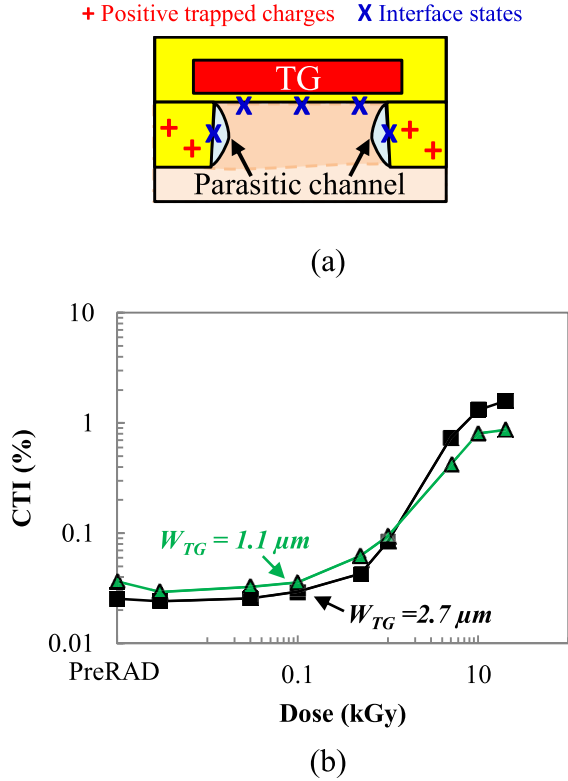 + Positive trapped charges X Interface states
TG
Parasitic channel
(a)
10
1
0.1
0.01
CTI (%)
W_TG = 1.1 μm
W_TG =2.7 μm
PreRAD 0.1 10
Dose (kGy)
(b)